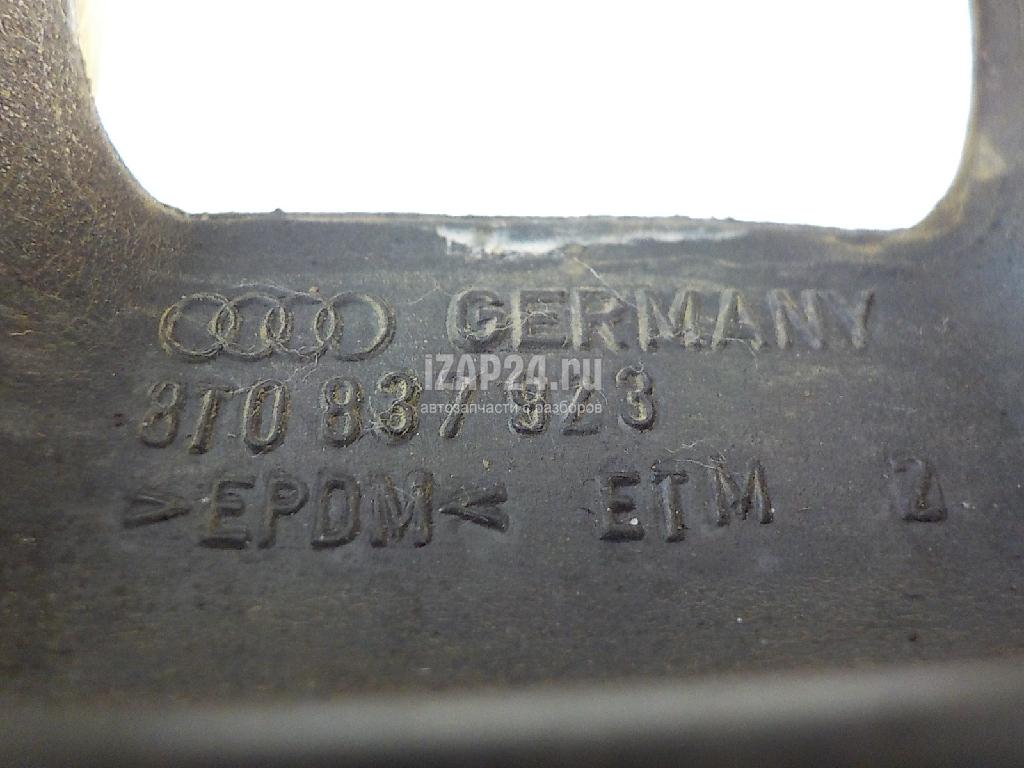 GERMANY
iZAP24.ru
8T0 837 923
автозапчасти с разборов
>EPDM< ETM 2